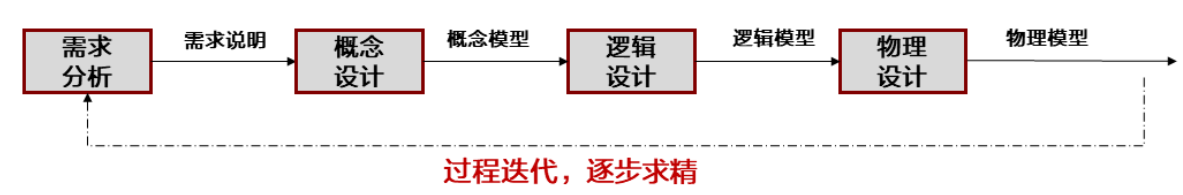 需求
分析
需求说明
概念
设计
概念模型
逻辑
设计
逻辑模型
物理
设计
物理模型
过程迭代，逐步求精